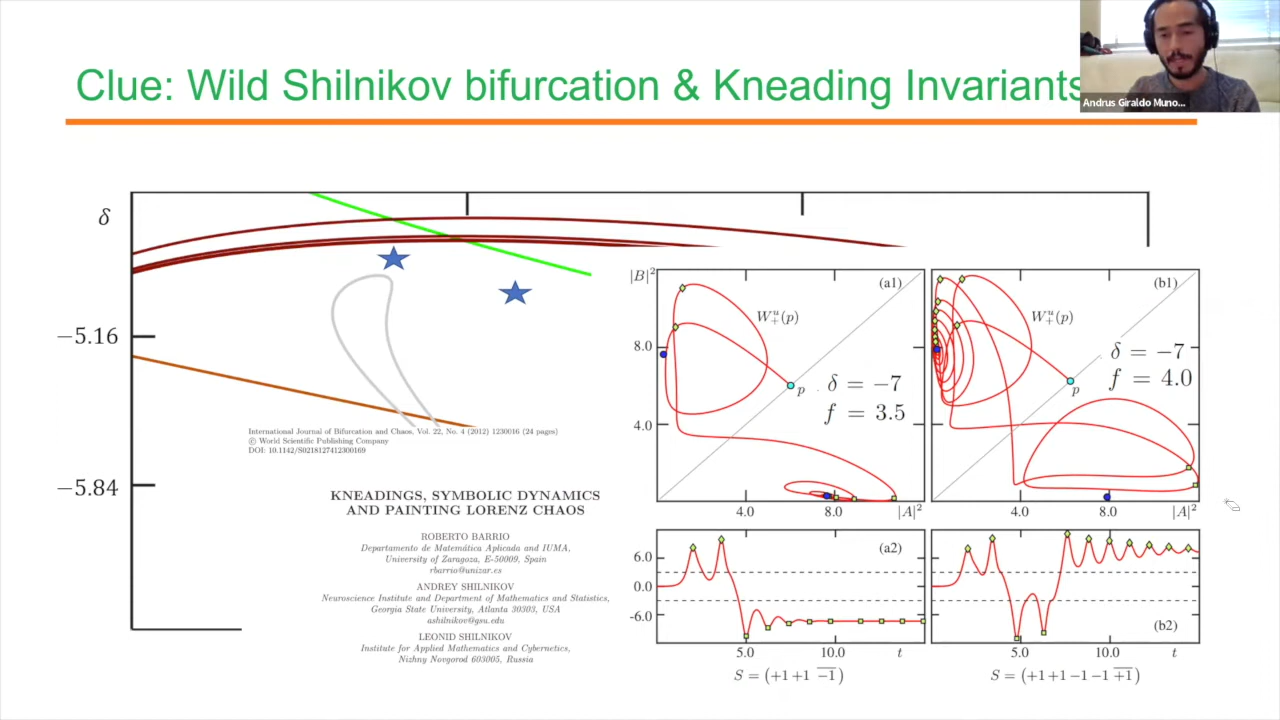 Clue: Wild Shilnikov bifurcation & Kneading Invariants
Andrus Giraldo Muno...
δ
−5.16
−5.84
International Journal of Bifurcation and Chaos, Vol. 22, No. 4 (2012) 1230016 (24 pages)
© World Scientific Publishing Company
DOI: 10.1142/S0218127412300169
KNEADINGS, SYMBOLIC DYNAMICS
AND PAINTING LORENZ CHAOS
ROBERTO BARRIO
Departamento de Matemática Aplicada and IUMA,
University of Zaragoza, E-50009, Spain
rbarrio@unizar.es
ANDREY SHILNIKOV
Neuroscience Institute and Department of Mathematics and Statistics,
Georgia State University, Atlanta 30303, USA
ashilnikov@gsu.edu
LEONID SHILNIKOV
Institute for Applied Mathematics and Cybernetics,
Nizhny Novgorod 603005, Russia
|B|²
(a1)
W₊ᵘ(p)
8.0
p
δ = −7
f = 3.5
4.0
4.0
8.0
|A|²
(b1)
W₊ᵘ(p)
δ = −7
f = 4.0
p
4.0
8.0
|A|²
(a2)
6.0
0.0
-6.0
5.0
10.0
t
S = (+1 +1 −1̅)
(b2)
5.0
10.0
t
S = (+1 +1 −1 −1 +1̅)